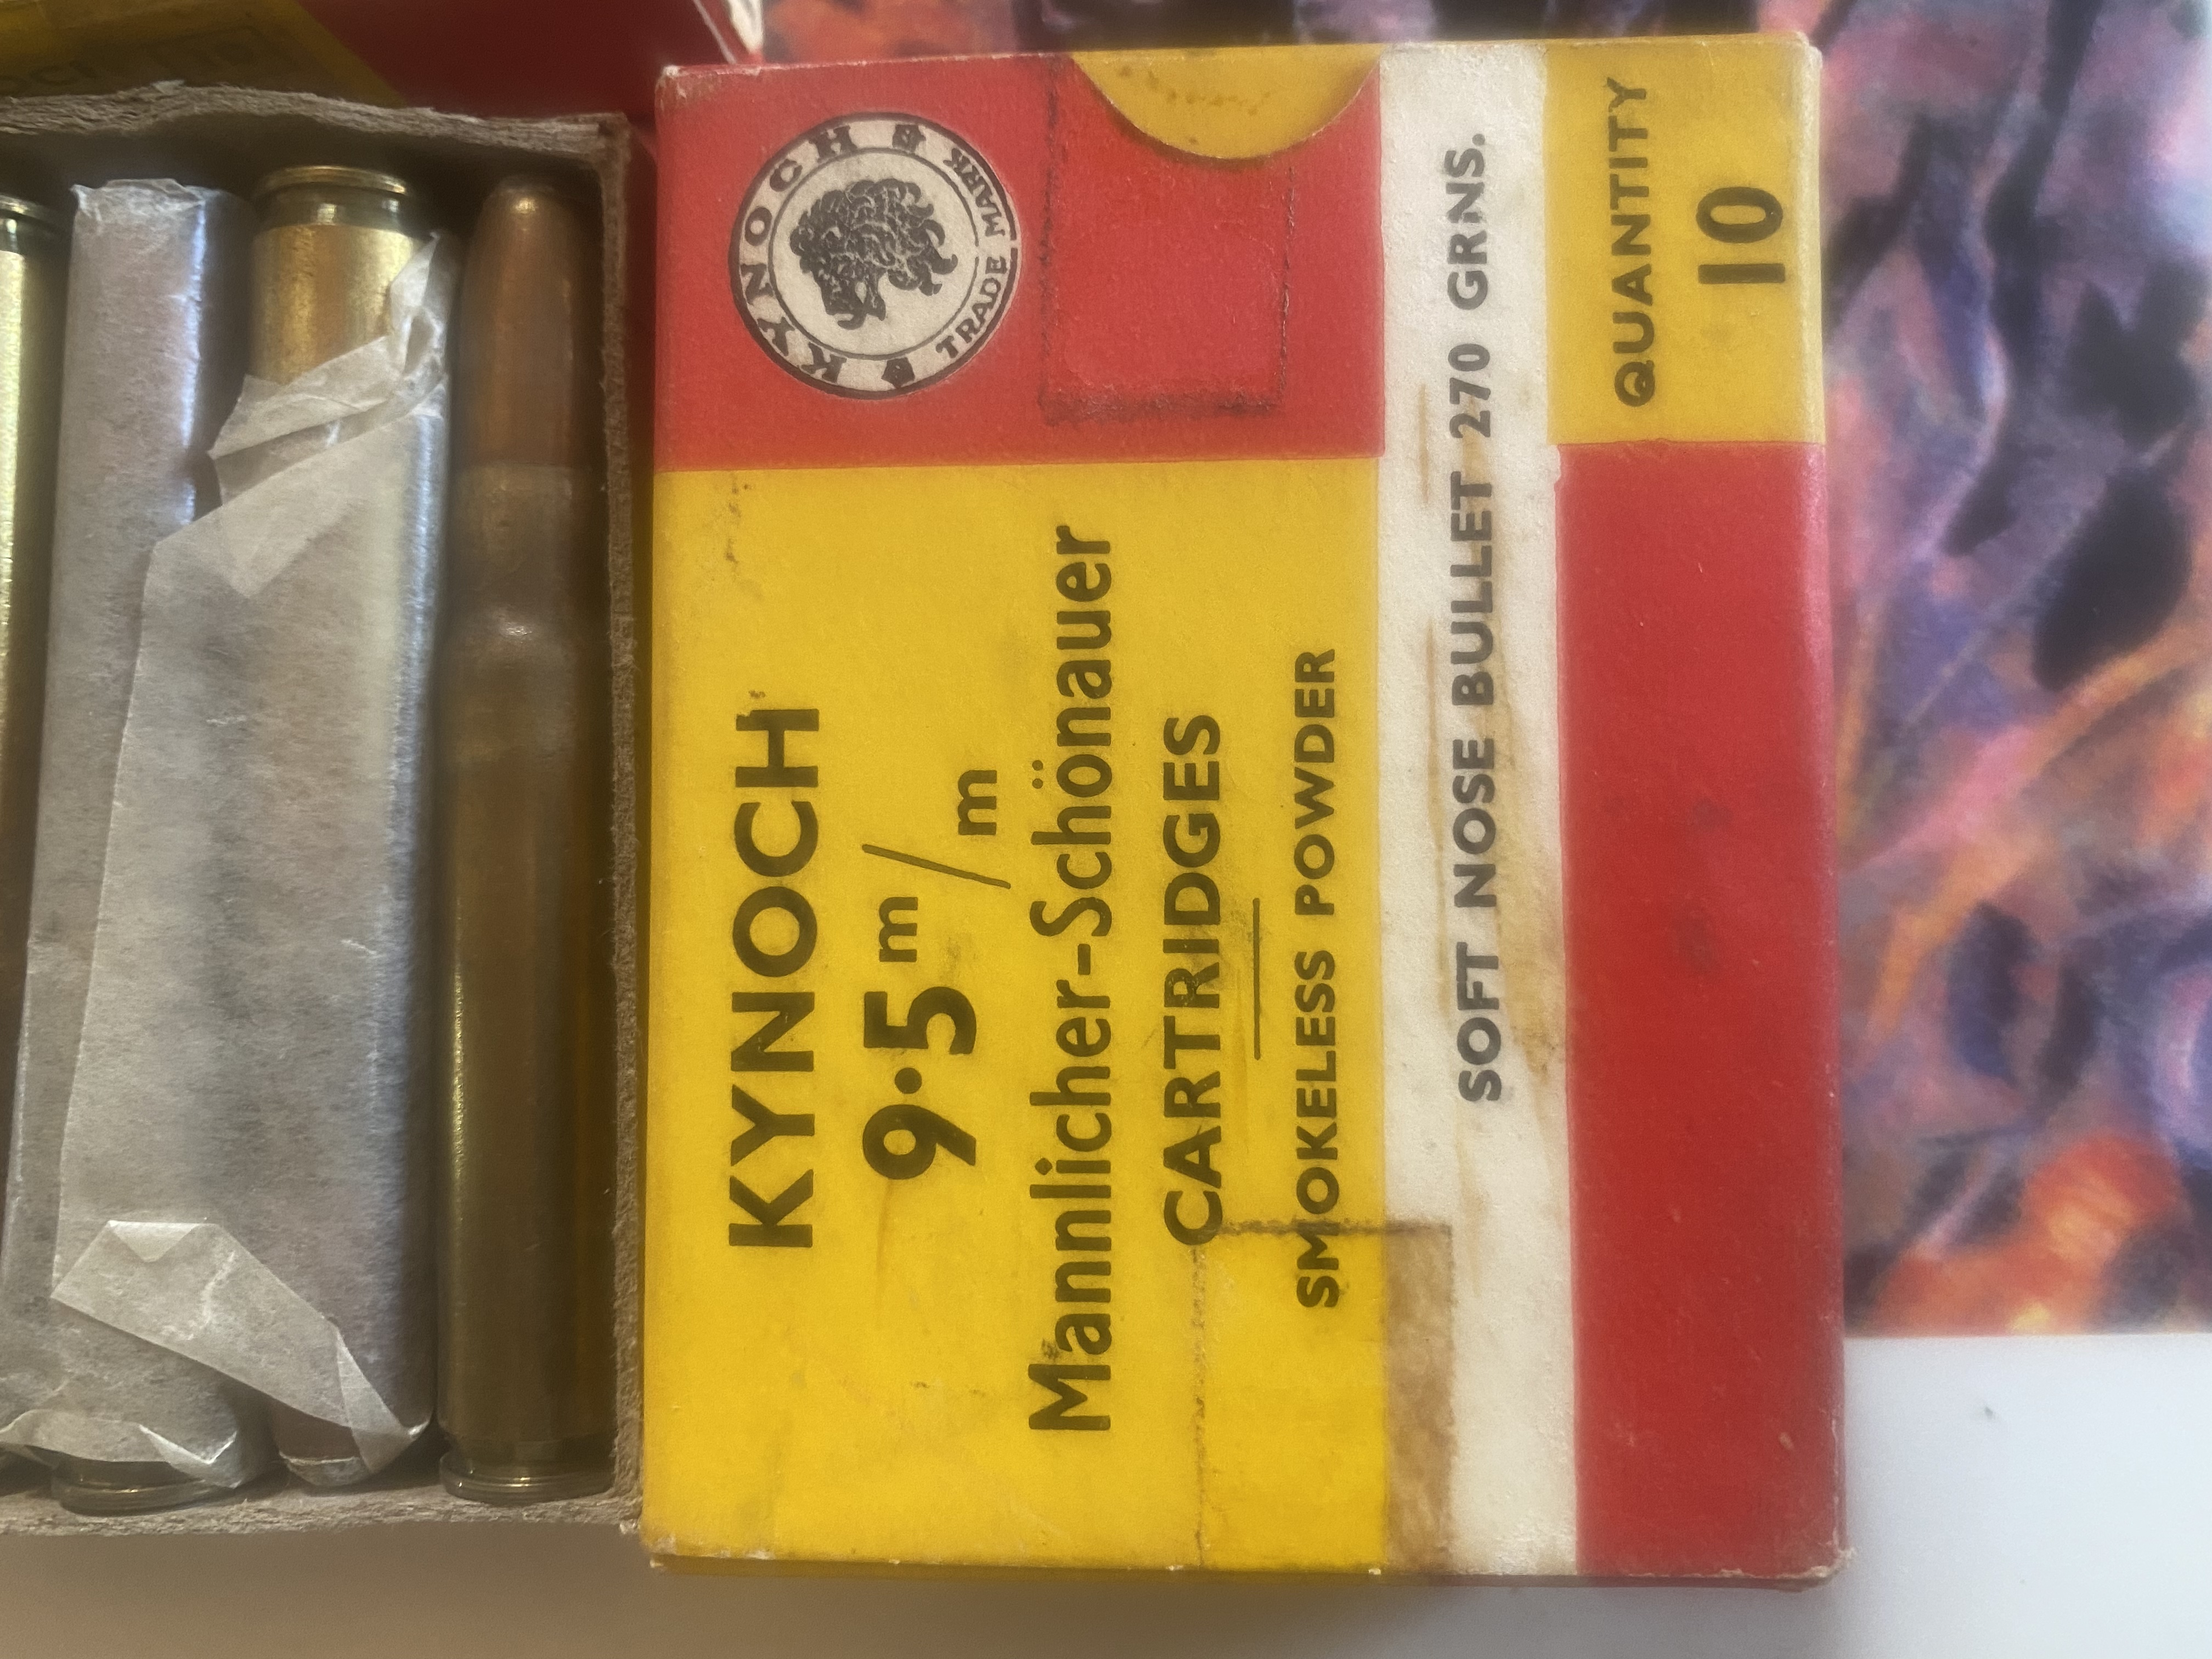 KYNOCH
TRADE MARK
KYNOCH
9·5 m/m
Mannlicher-Schönauer
CARTRIDGES
SMOKELESS POWDER
SOFT NOSE BULLET 270 GRNS.
QUANTITY
10